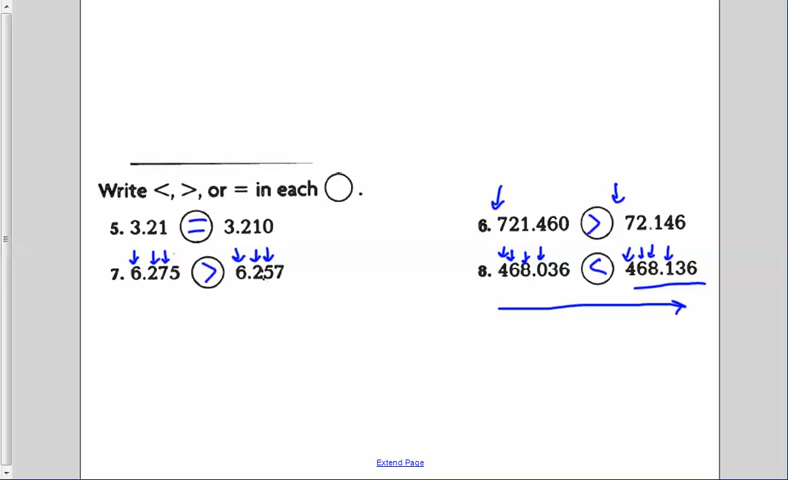 Write <, >, or = in each ◯.
5. 3.21 = 3.210
6. 721.460 > 72.146
7. 6.275 > 6.257
8. 468.036 < 468.136
Extend Page